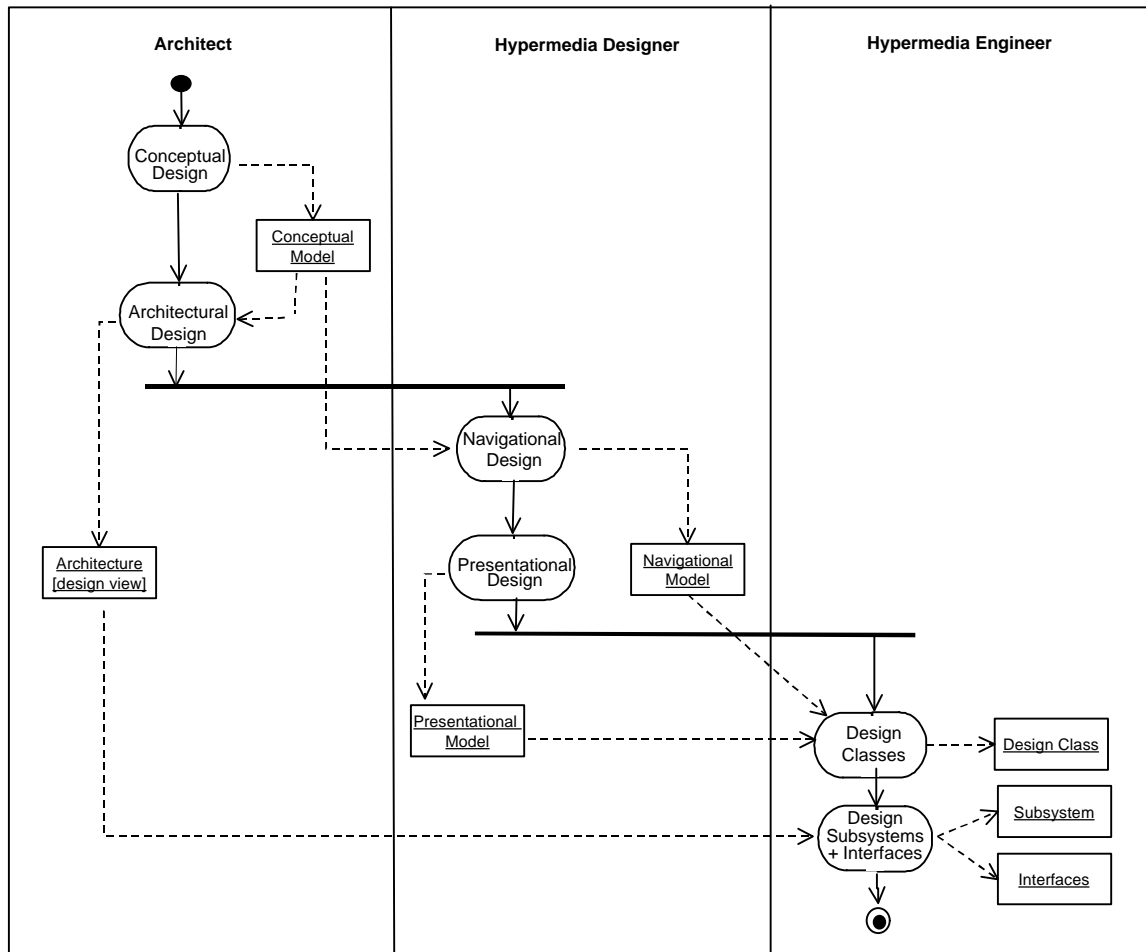 Architect
Hypermedia Designer
Hypermedia Engineer
Conceptual
Design
Conceptual
Model
Architectural
Design
Navigational
Design
Architecture
[design view]
Presentational
Design
Navigational
Model
Presentational
Model
Design
Classes
Design Class
Design
Subsystems
+ Interfaces
Subsystem
Interfaces